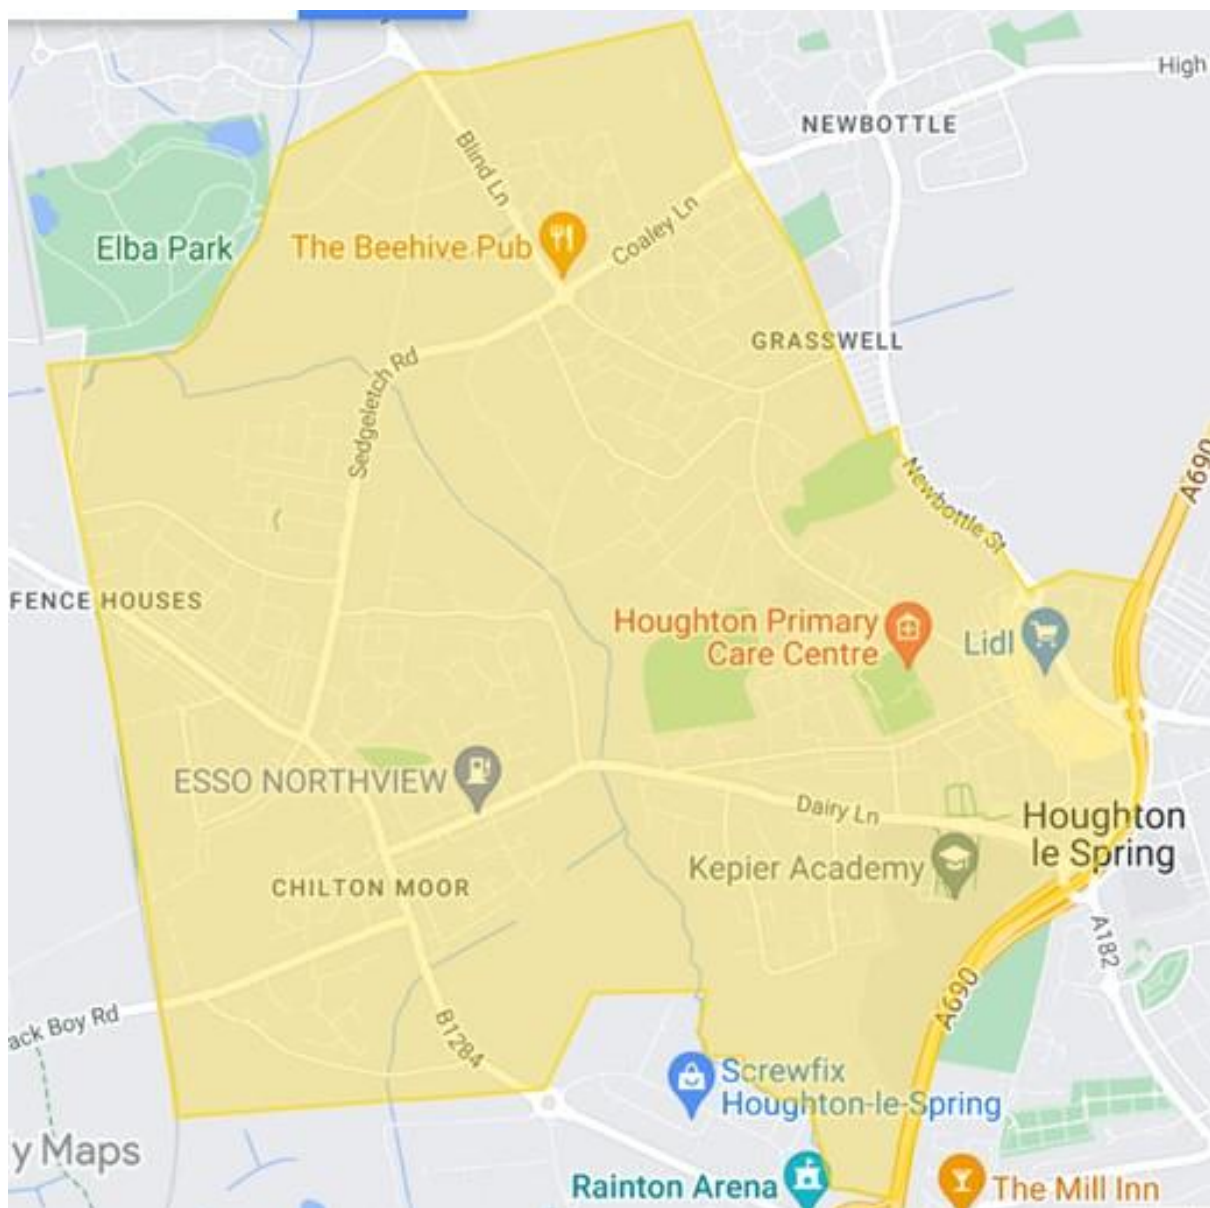 High
NEWBOTTLE
Blind Ln
Elba Park
The Beehive Pub
Coaley Ln
GRASSWELL
Sedgeletch Rd
A690
Newbottle St
FENCE HOUSES
Houghton Primary
Care Centre
Lidl
ESSO NORTHVIEW
Dairy Ln
Houghton
le Spring
Kepier Academy
CHILTON MOOR
A182
A690
ack Boy Rd
B1284
Screwfix
Houghton-le-Spring
y Maps
Rainton Arena
The Mill Inn